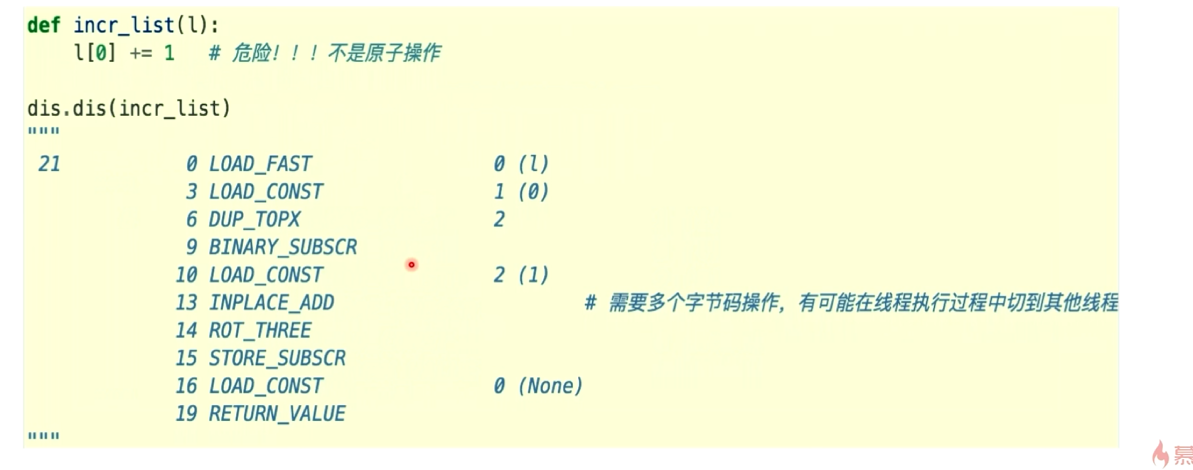 def incr_list(l):
    l[0] += 1   # 危险!！！不是原子操作
dis.dis(incr_list)
"""
21           0 LOAD_FAST                0 (l)
             3 LOAD_CONST               1 (0)
             6 DUP_TOPX                 2
             9 BINARY_SUBSCR
            10 LOAD_CONST               2 (1)
            13 INPLACE_ADD                      # 需要多个字节码操作，有可能在线程执行过程中切到其他线程
            14 ROT_THREE
            15 STORE_SUBSCR
            16 LOAD_CONST               0 (None)
            19 RETURN_VALUE
"""
慕